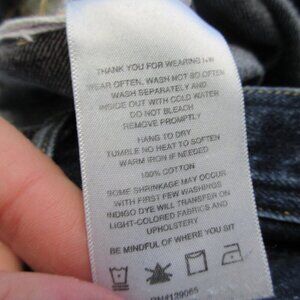 THANK YOU FOR WEARING
WEAR OFTEN, WASH NOT SO OFTEN
WASH SEPARATELY AND
INSIDE OUT WITH COLD WATER
DO NOT BLEACH
REMOVE PROMPTLY
HANG TO DRY
TUMBLE NO HEAT TO SOFTEN
WARM IRON IF NEEDED
100% COTTON
SOME SHRINKAGE MAY OCCUR
WITH FIRST FEW WASHINGS
INDIGO DYE WILL TRANSFER ON
LIGHT-COLORED FABRICS AND
UPHOLSTERY
BE MINDFUL OF WHERE YOU SIT